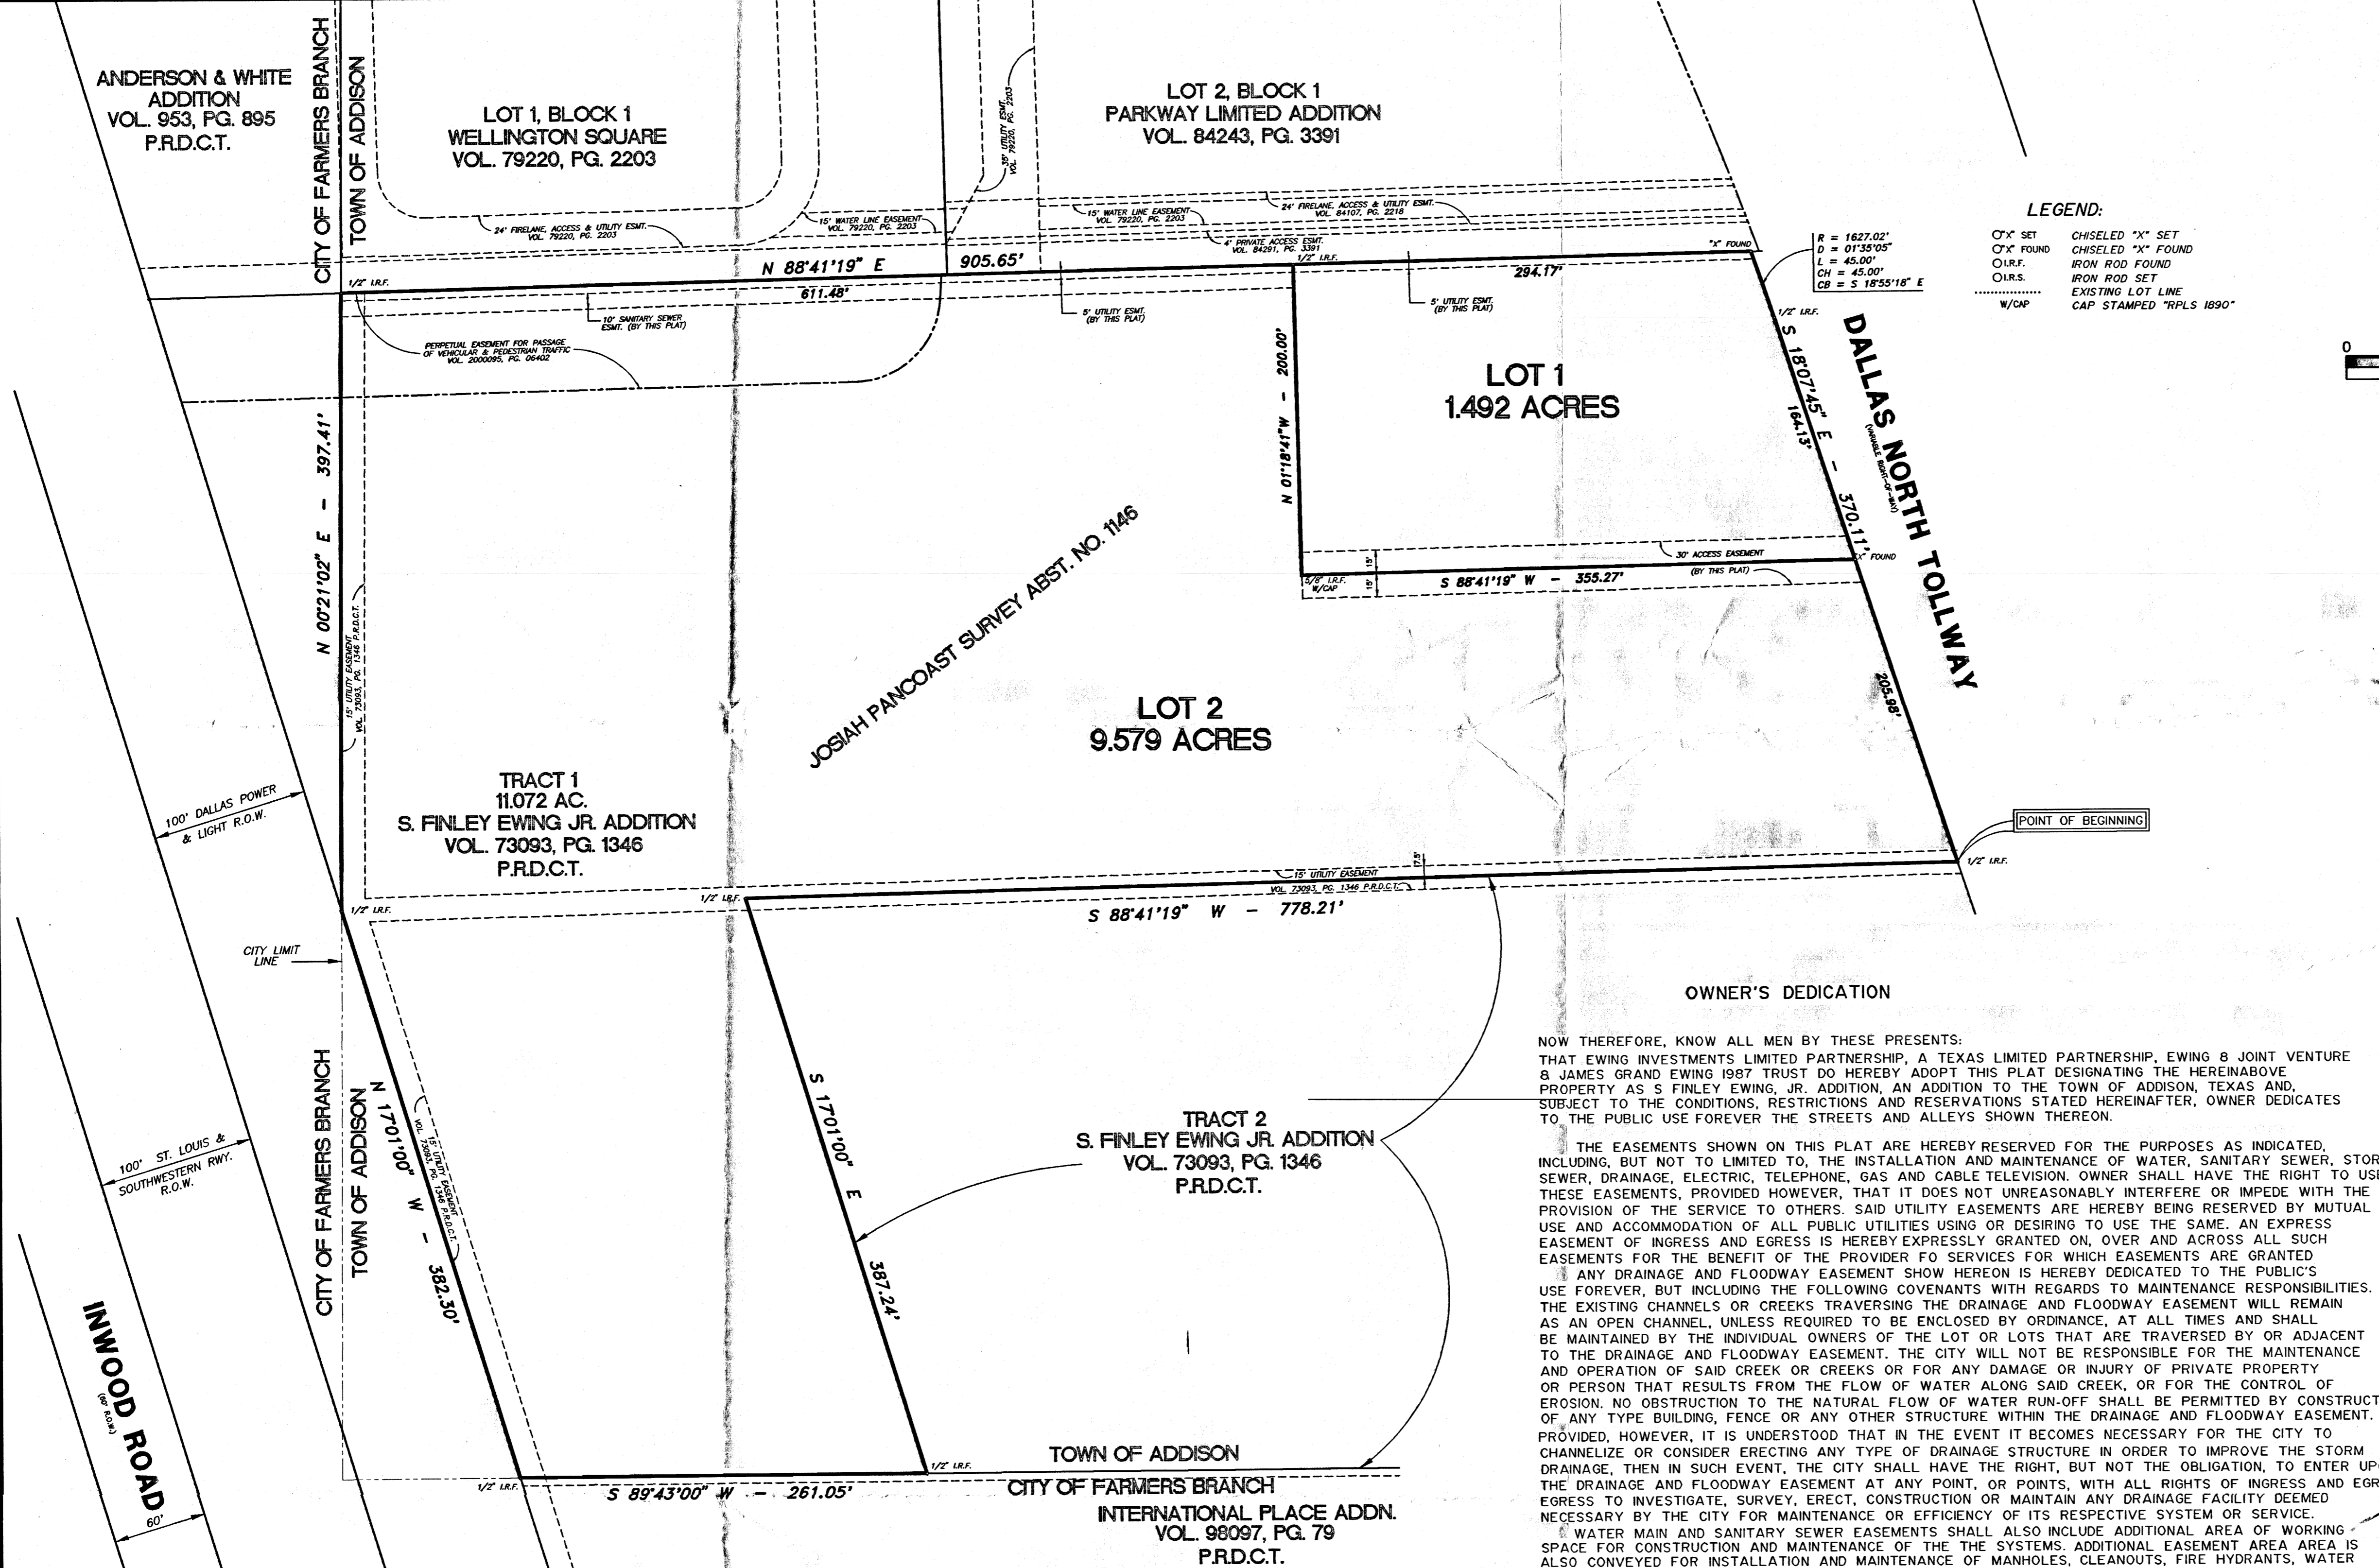 ANDERSON & WHITE
ADDITION
VOL. 953, PG. 895
P.R.D.C.T.
CITY OF FARMERS BRANCH
TOWN OF ADDISON
LOT 1, BLOCK 1
WELLINGTON SQUARE
VOL. 79220, PG. 2203
35' UTILITY ESMT.
VOL. 79220, PG. 2203
LOT 2, BLOCK 1
PARKWAY LIMITED ADDITION
VOL. 84243, PG. 3391
24' FIRELANE, ACCESS & UTILITY ESMT.
VOL. 79220, PG. 2203
15' WATER LINE EASEMENT
VOL. 79220, PG. 2203
15' WATER LINE EASEMENT
VOL. 79220, PG. 2203
24' FIRELANE, ACCESS & UTILITY ESMT.
VOL. 84107, PG. 2218
4' PRIVATE ACCESS ESMT.
VOL. 84291, PG. 3391
"X" FOUND
1/2" I.R.F.
N 88°41'19" E 905.65'
1/2" I.R.F.
611.48'
294.17'
10' SANITARY SEWER
ESMT. (BY THIS PLAT)
5' UTILITY ESMT.
(BY THIS PLAT)
5' UTILITY ESMT.
(BY THIS PLAT)
PERPETUAL EASEMENT FOR PASSAGE
OF VEHICULAR & PEDESTRIAN TRAFFIC
VOL. 2000095, PG. 06402
R = 1627.02'
D = 01°35'05"
L = 45.00'
CH = 45.00'
CB = S 18°55'18" E
LEGEND:
"X" SET CHISELED "X" SET
"X" FOUND CHISELED "X" FOUND
I.R.F. IRON ROD FOUND
I.R.S. IRON ROD SET
EXISTING LOT LINE
W/CAP CAP STAMPED "RPLS 1890"
0
1/2" I.R.F.
S 18°07'45" E - 370.11'
164.13'
DALLAS NORTH TOLLWAY
(VARIABLE RIGHT-OF-WAY)
N 01°18'41"W - 200.00'
LOT 1
1.492 ACRES
N 00°21'02" E - 397.41'
15' UTILITY EASEMENT
VOL. 73093, PG. 1346 P.R.D.C.T.
JOSIAH PANCOAST SURVEY ABST. NO. 1146
30' ACCESS EASEMENT
(BY THIS PLAT)
"X" FOUND
15'
15'
5/8" I.R.F.
W/CAP
S 88°41'19" W - 355.27'
205.98'
LOT 2
9.579 ACRES
TRACT 1
11.072 AC.
S. FINLEY EWING JR. ADDITION
VOL. 73093, PG. 1346
P.R.D.C.T.
100' DALLAS POWER
& LIGHT R.O.W.
POINT OF BEGINNING
1/2" I.R.F.
7.5'
15' UTILITY EASEMENT
VOL. 73093, PG. 1346 P.R.D.C.T.
1/2" I.R.F.
1/2" I.R.F.
S 88°41'19" W - 778.21'
CITY LIMIT
LINE
CITY OF FARMERS BRANCH
TOWN OF ADDISON
N 17°01'00" W - 382.30'
15' UTILITY EASEMENT
VOL. 73093, PG. 1346 P.R.D.C.T.
S 17°01'00" E 387.24'
TRACT 2
S. FINLEY EWING JR. ADDITION
VOL. 73093, PG. 1346
P.R.D.C.T.
100' ST. LOUIS &
SOUTHWESTERN RWY.
R.O.W.
INWOOD ROAD
(60' R.O.W.)
60'
1/2" I.R.F.
S 89°43'00" W - 261.05'
1/2" I.R.F.
TOWN OF ADDISON
CITY OF FARMERS BRANCH
INTERNATIONAL PLACE ADDN.
VOL. 98097, PG. 79
P.R.D.C.T.
OWNER'S DEDICATION
NOW THEREFORE, KNOW ALL MEN BY THESE PRESENTS:
THAT EWING INVESTMENTS LIMITED PARTNERSHIP, A TEXAS LIMITED PARTNERSHIP, EWING 8 JOINT VENTURE
& JAMES GRAND EWING 1987 TRUST DO HEREBY ADOPT THIS PLAT DESIGNATING THE HEREINABOVE
PROPERTY AS S FINLEY EWING, JR. ADDITION, AN ADDITION TO THE TOWN OF ADDISON, TEXAS AND,
SUBJECT TO THE CONDITIONS, RESTRICTIONS AND RESERVATIONS STATED HEREINAFTER, OWNER DEDICATES
TO THE PUBLIC USE FOREVER THE STREETS AND ALLEYS SHOWN THEREON.
THE EASEMENTS SHOWN ON THIS PLAT ARE HEREBY RESERVED FOR THE PURPOSES AS INDICATED,
INCLUDING, BUT NOT TO LIMITED TO, THE INSTALLATION AND MAINTENANCE OF WATER, SANITARY SEWER, STOR
SEWER, DRAINAGE, ELECTRIC, TELEPHONE, GAS AND CABLE TELEVISION. OWNER SHALL HAVE THE RIGHT TO USE
THESE EASEMENTS, PROVIDED HOWEVER, THAT IT DOES NOT UNREASONABLY INTERFERE OR IMPEDE WITH THE
PROVISION OF THE SERVICE TO OTHERS. SAID UTILITY EASEMENTS ARE HEREBY BEING RESERVED BY MUTUAL
USE AND ACCOMMODATION OF ALL PUBLIC UTILITIES USING OR DESIRING TO USE THE SAME. AN EXPRESS
EASEMENT OF INGRESS AND EGRESS IS HEREBY EXPRESSLY GRANTED ON, OVER AND ACROSS ALL SUCH
EASEMENTS FOR THE BENEFIT OF THE PROVIDER FO SERVICES FOR WHICH EASEMENTS ARE GRANTED
ANY DRAINAGE AND FLOODWAY EASEMENT SHOW HEREON IS HEREBY DEDICATED TO THE PUBLIC'S
USE FOREVER, BUT INCLUDING THE FOLLOWING COVENANTS WITH REGARDS TO MAINTENANCE RESPONSIBILITIES.
THE EXISTING CHANNELS OR CREEKS TRAVERSING THE DRAINAGE AND FLOODWAY EASEMENT WILL REMAIN
AS AN OPEN CHANNEL, UNLESS REQUIRED TO BE ENCLOSED BY ORDINANCE, AT ALL TIMES AND SHALL
BE MAINTAINED BY THE INDIVIDUAL OWNERS OF THE LOT OR LOTS THAT ARE TRAVERSED BY OR ADJACENT
TO THE DRAINAGE AND FLOODWAY EASEMENT. THE CITY WILL NOT BE RESPONSIBLE FOR THE MAINTENANCE
AND OPERATION OF SAID CREEK OR CREEKS OR FOR ANY DAMAGE OR INJURY OF PRIVATE PROPERTY
OR PERSON THAT RESULTS FROM THE FLOW OF WATER ALONG SAID CREEK, OR FOR THE CONTROL OF
EROSION. NO OBSTRUCTION TO THE NATURAL FLOW OF WATER RUN-OFF SHALL BE PERMITTED BY CONSTRUCT
OF ANY TYPE BUILDING, FENCE OR ANY OTHER STRUCTURE WITHIN THE DRAINAGE AND FLOODWAY EASEMENT.
PROVIDED, HOWEVER, IT IS UNDERSTOOD THAT IN THE EVENT IT BECOMES NECESSARY FOR THE CITY TO
CHANNELIZE OR CONSIDER ERECTING ANY TYPE OF DRAINAGE STRUCTURE IN ORDER TO IMPROVE THE STORM
DRAINAGE, THEN IN SUCH EVENT, THE CITY SHALL HAVE THE RIGHT, BUT NOT THE OBLIGATION, TO ENTER UP
THE DRAINAGE AND FLOODWAY EASEMENT AT ANY POINT, OR POINTS, WITH ALL RIGHTS OF INGRESS AND EGR
EGRESS TO INVESTIGATE, SURVEY, ERECT, CONSTRUCTION OR MAINTAIN ANY DRAINAGE FACILITY DEEMED
NECESSARY BY THE CITY FOR MAINTENANCE OR EFFICIENCY OF ITS RESPECTIVE SYSTEM OR SERVICE.
WATER MAIN AND SANITARY SEWER EASEMENTS SHALL ALSO INCLUDE ADDITIONAL AREA OF WORKING
SPACE FOR CONSTRUCTION AND MAINTENANCE OF THE THE SYSTEMS. ADDITIONAL EASEMENT AREA AREA IS
ALSO CONVEYED FOR INSTALLATION AND MAINTENANCE OF MANHOLES, CLEANOUTS, FIRE HYDRANTS, WATER